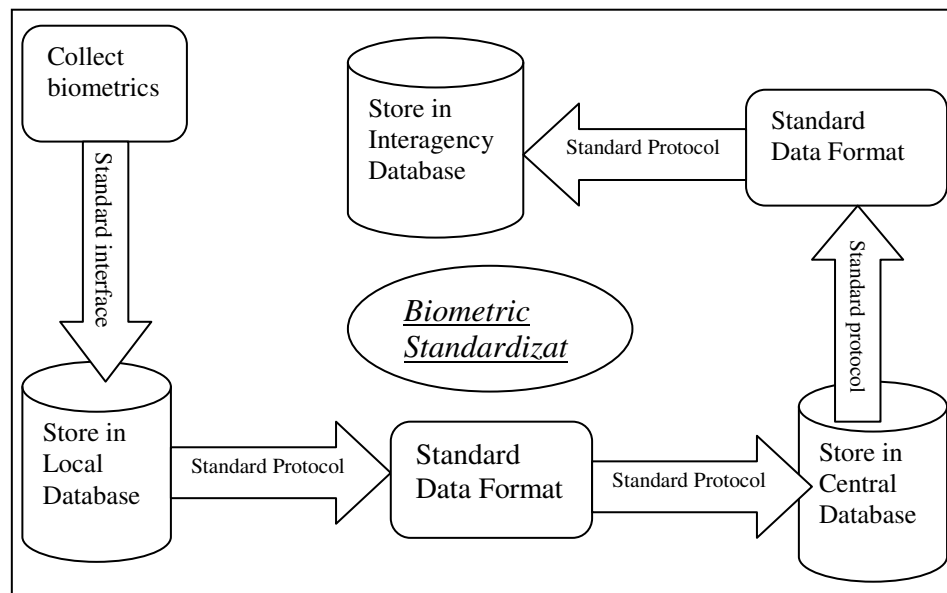 Collect
biometrics
Standard interface
Store in
Local
Database
Standard Protocol
Standard
Data Format
Standard Protocol
Store in
Central
Database
Standard protocol
Standard
Data Format
Standard Protocol
Store in
Interagency
Database
Biometric
Standardizat